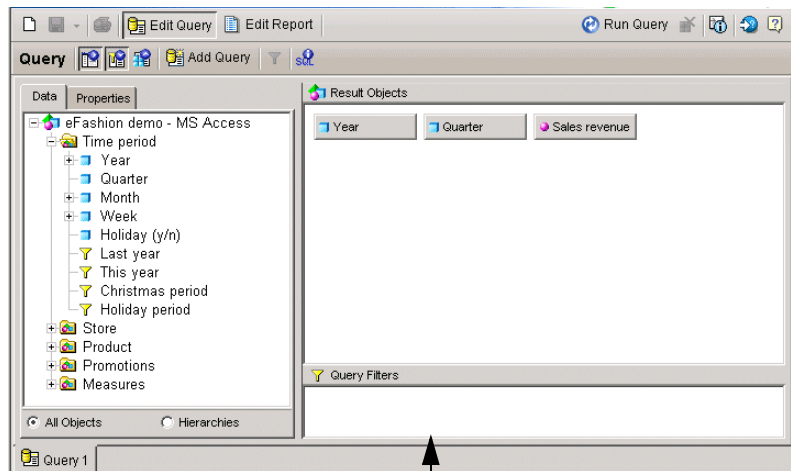 Edit Query Edit Report Run Query
Query Add Query SQL
Data Properties
eFashion demo - MS Access
Time period
Year
Quarter
Month
Week
Holiday (y/n)
Last year
This year
Christmas period
Holiday period
Store
Product
Promotions
Measures
All Objects Hierarchies
Result Objects
Year Quarter Sales revenue
Query Filters
Query 1